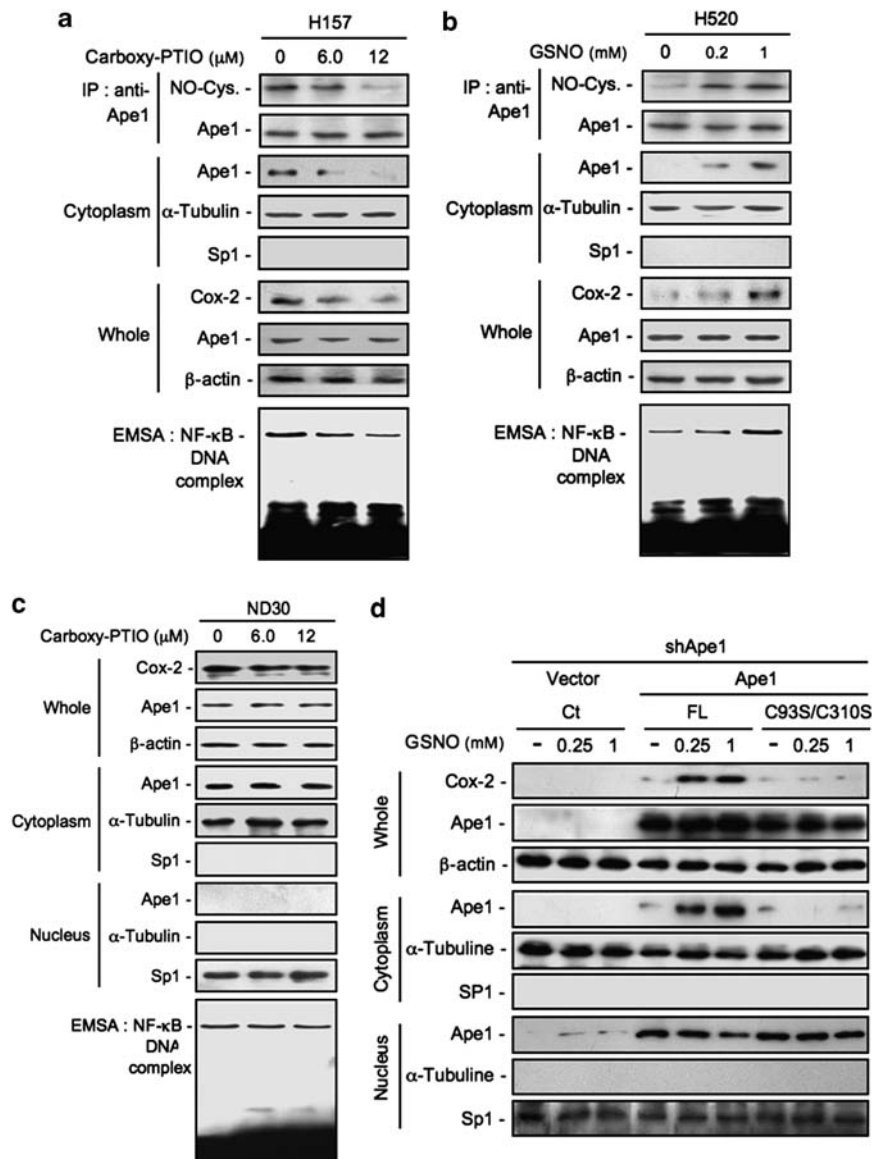 a
H157
Carboxy-PTIO (µM) 0 6.0 12
IP : anti-Ape1
NO-Cys. -
Ape1 -
Cytoplasm
Ape1 -
α-Tubulin -
Sp1 -
Whole
Cox-2 -
Ape1 -
β-actin -
EMSA : NF-κB -
DNA
complex
b
H520
GSNO (mM) 0 0.2 1
IP : anti-Ape1
NO-Cys. -
Ape1 -
Cytoplasm
Ape1 -
α-Tubulin -
Sp1 -
Whole
Cox-2 -
Ape1 -
β-actin -
EMSA : NF-κB -
DNA
complex
c
ND30
Carboxy-PTIO (µM) 0 6.0 12
Whole
Cox-2 -
Ape1 -
β-actin -
Cytoplasm
Ape1 -
α-Tubulin -
Sp1 -
Nucleus
Ape1 -
α-Tubulin -
Sp1 -
EMSA : NF-κB -
DNA
complex
d
shApe1
Vector Ape1
Ct FL C93S/C310S
GSNO (mM) - 0.25 1 - 0.25 1 - 0.25 1
Whole
Cox-2 -
Ape1 -
β-actin -
Cytoplasm
Ape1 -
α-Tubuline -
SP1 -
Nucleus
Ape1 -
α-Tubuline -
Sp1 -